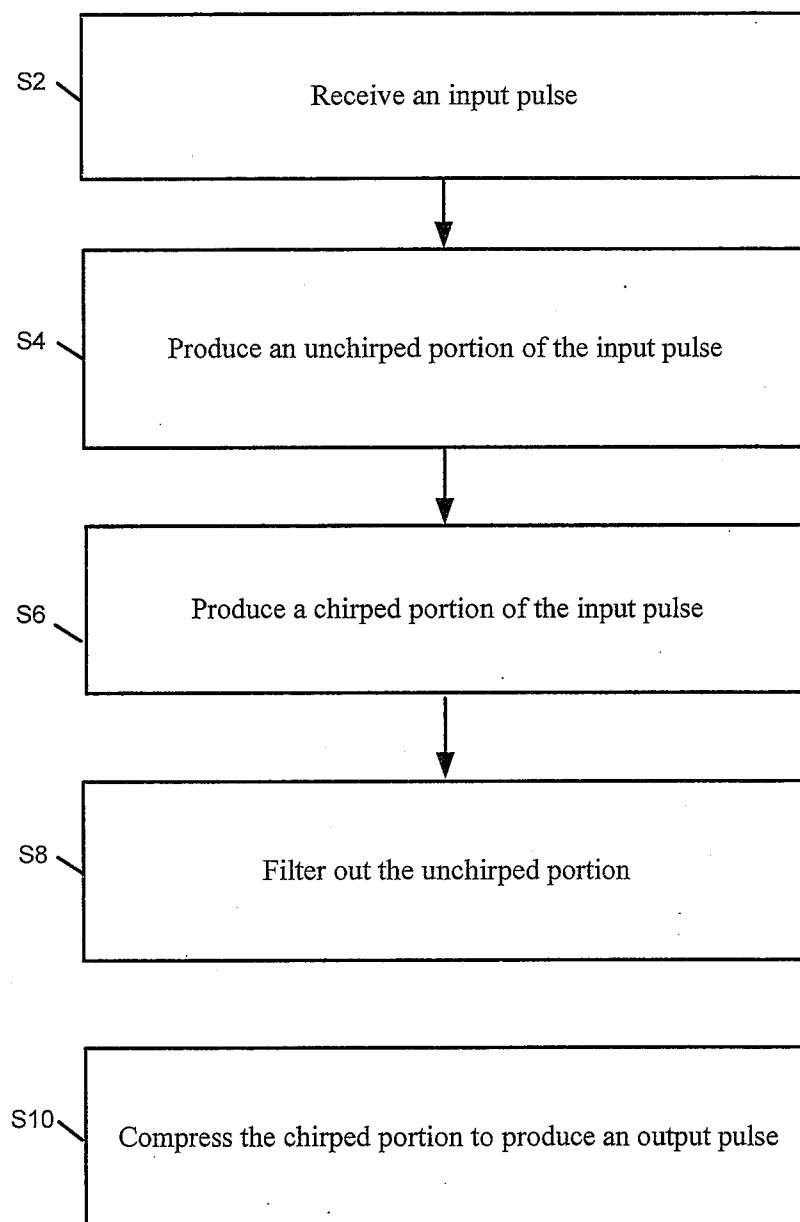 S2
Receive an input pulse
S4
Produce an unchirped portion of the input pulse
S6
Produce a chirped portion of the input pulse
S8
Filter out the unchirped portion
S10
Compress the chirped portion to produce an output pulse